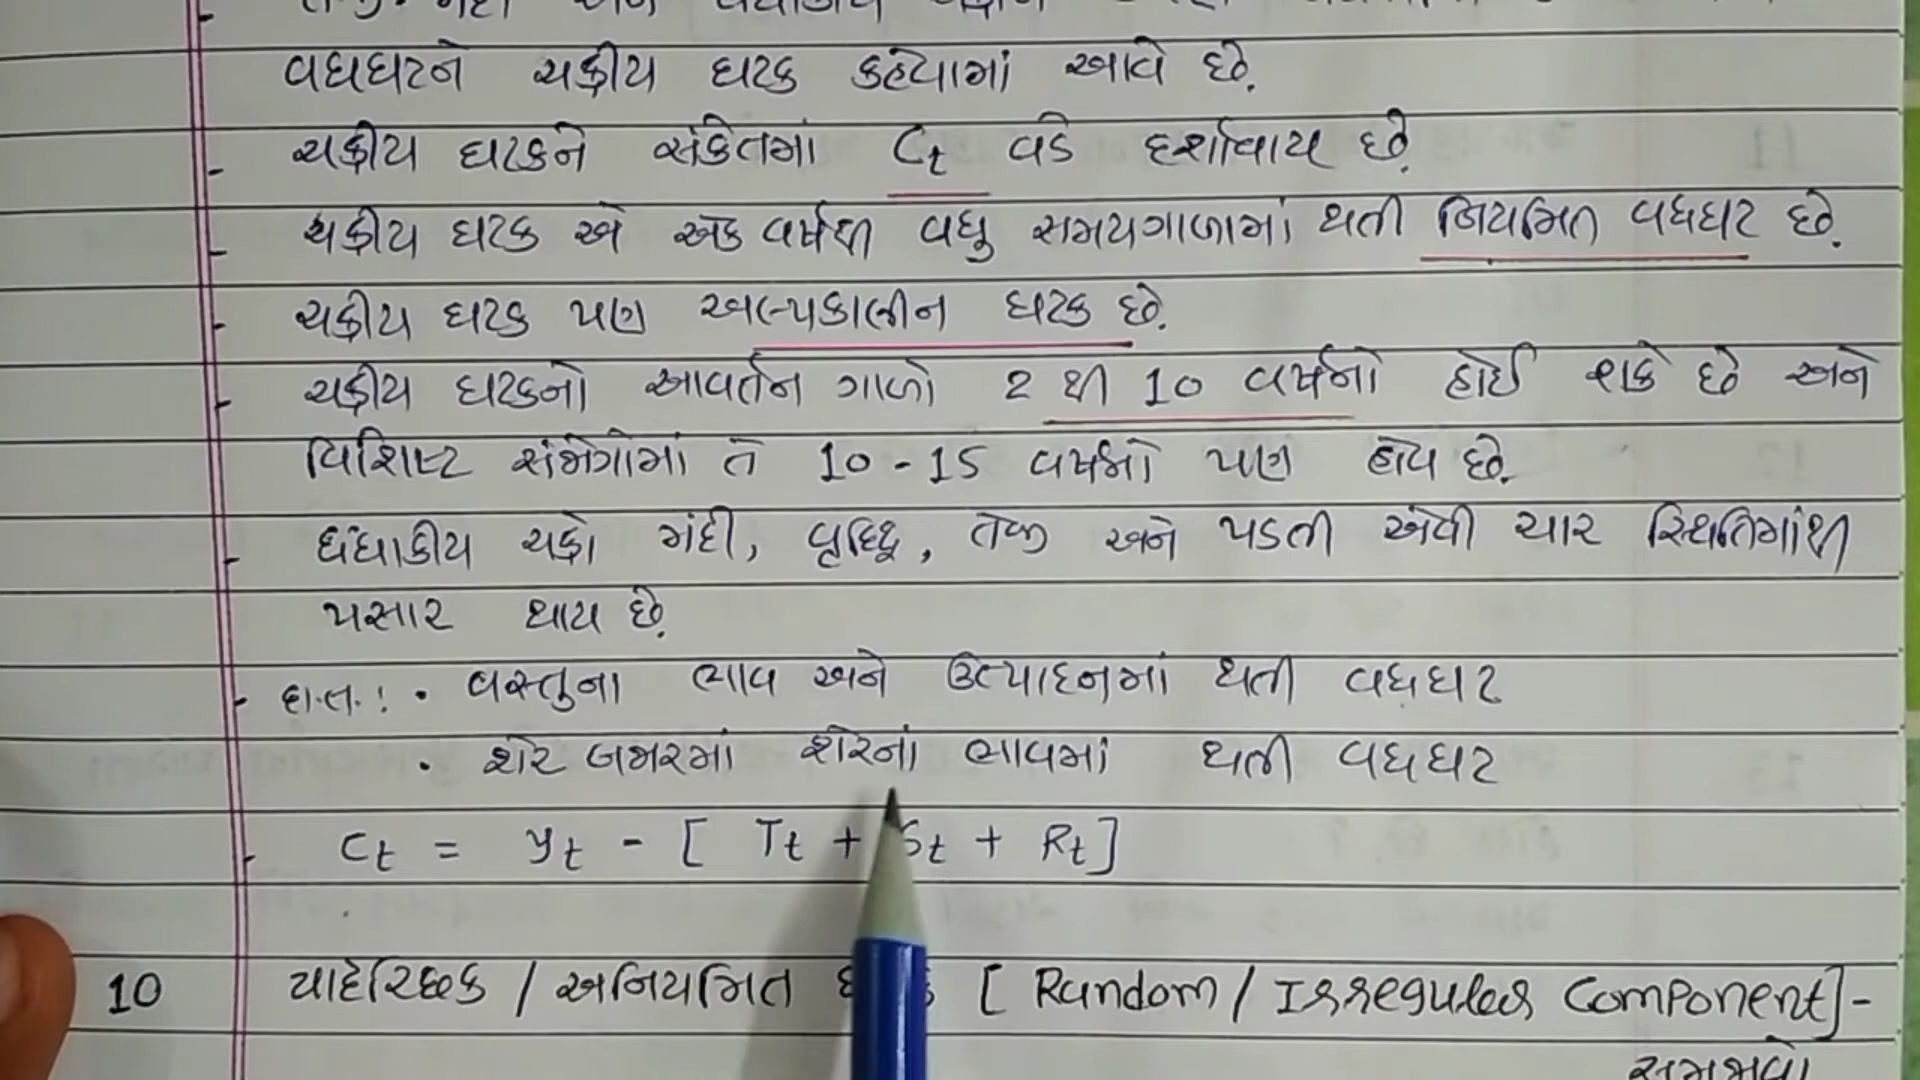 વધઘટને ચક્રીય ઘટક કહેવામાં આવે છે.
- ચક્રીય ઘટકને સંકેતમાં Ct વડે દર્શાવાય છે.
- ચક્રીય ઘટક એ એક વર્ષથી વધુ સમયગાળામાં થતી નિયમિત વધઘટ છે.
- ચક્રીય ઘટક પણ અલ્પકાલીન ઘટક છે.
- ચક્રીય ઘટકનો આવર્તન ગાળો 2 થી 10 વર્ષનો હોઈ શકે છે અને
વિશિષ્ટ સંજોગોમાં તે 10-15 વર્ષનો પણ હોય છે.
- ધંધાકીય ચક્રો મંદી, વૃધ્ધિ, તેજી અને પડતી એવી ચાર સ્થિતિમાંથી
પસાર થાય છે.
- દા.ત.: • વસ્તુના ભાવ અને ઉત્પાદનમાં થતી વધઘટ
• શેર બજારમાં શેરનાં ભાવમાં થતી વધઘટ
- Ct = yt - [ Tt + St + Rt ]
10 યાદૈચ્છિક / અનિયમિત [ Random / Irregular Component ] -
સમજાવો